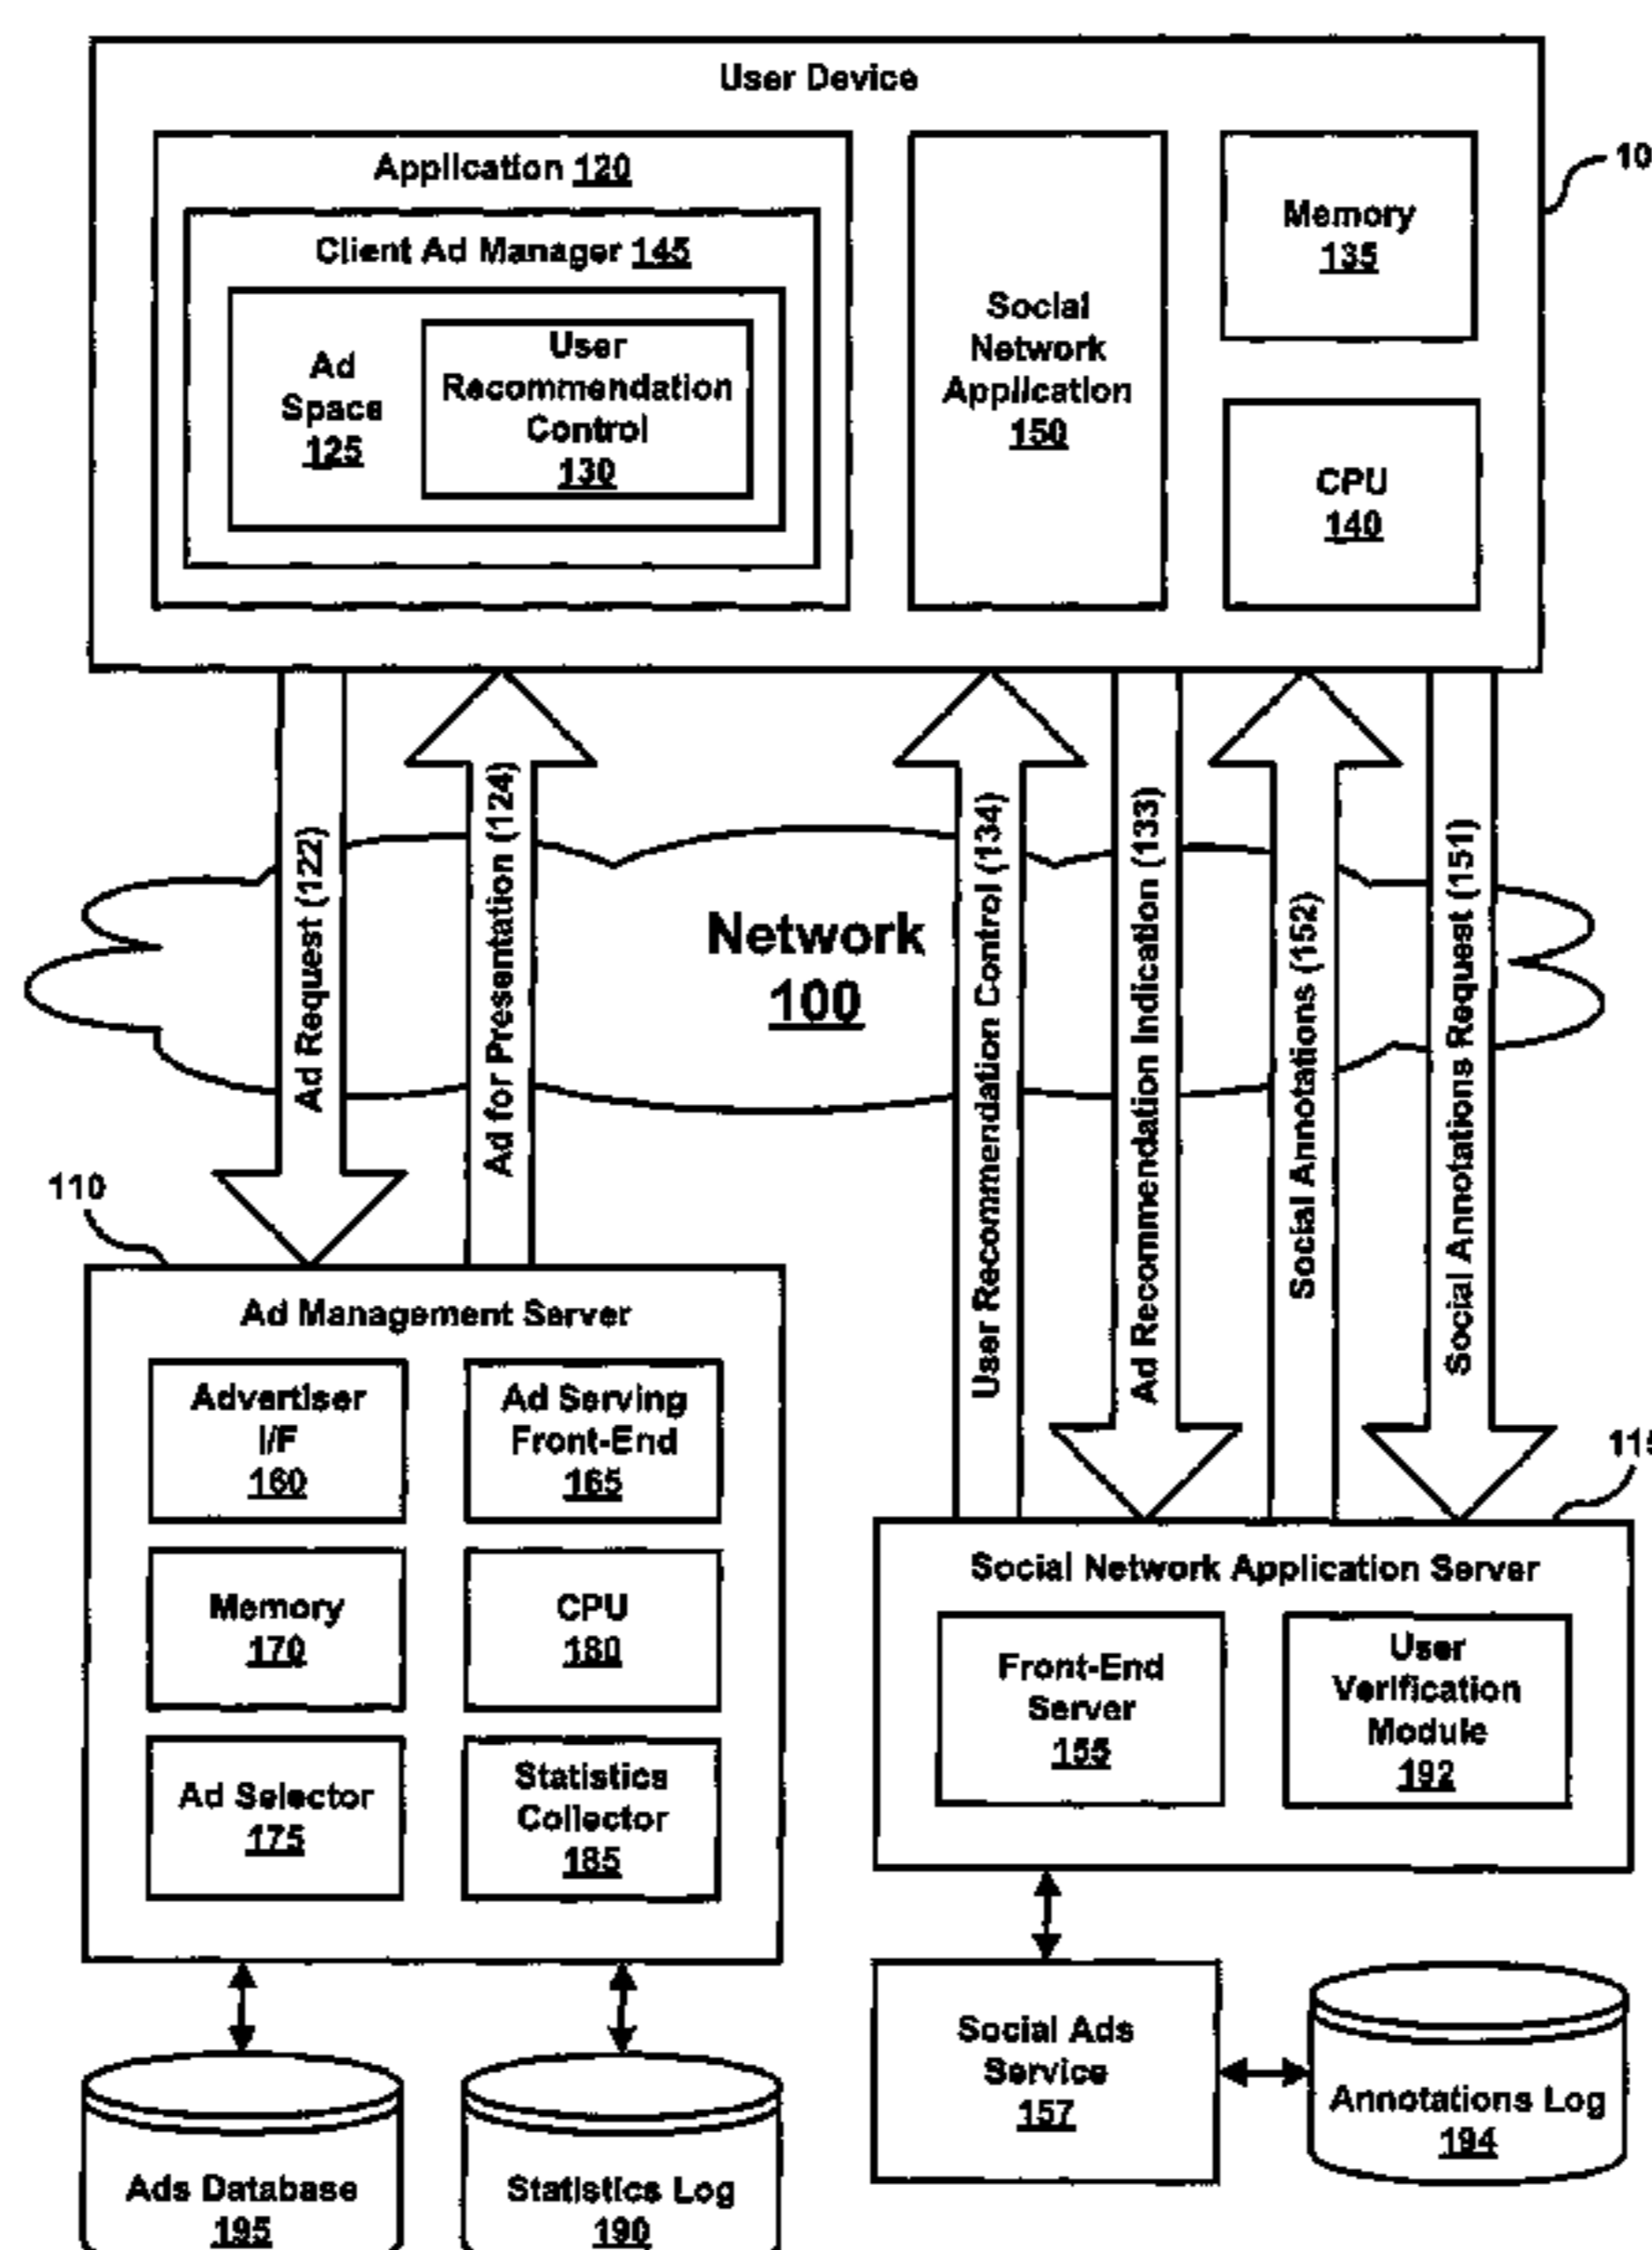 User Device
Application 120
Client Ad Manager 145
Ad
Space
125
User
Recommendation
Control
130
Social
Network
Application
150
Memory
135
CPU
140
10
Ad Request (122)
Ad for Presentation (124)
Network
100
User Recommendation Control (134)
Ad Recommendation Indication (133)
Social Annotations (152)
Social Annotations Request (151)
110
Ad Management Server
Advertiser
I/F
160
Ad Serving
Front-End
165
Memory
170
CPU
180
Ad Selector
175
Statistics
Collector
185
115
Social Network Application Server
Front-End
Server
155
User
Verification
Module
192
Social Ads
Service
157
Annotations Log
194
Ads Database
195
Statistics Log
190